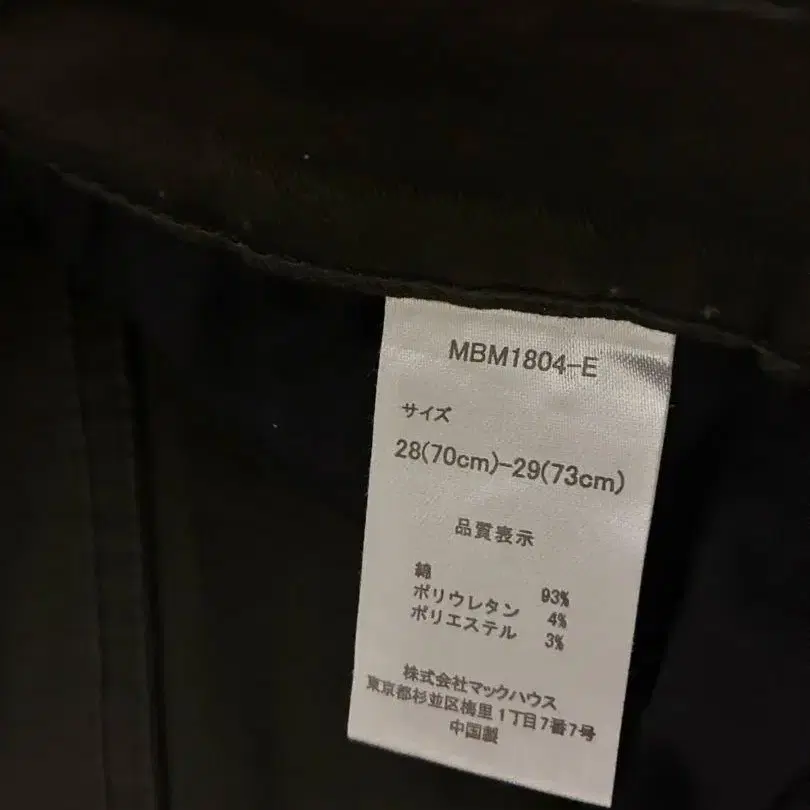 MBM1804-E
サイズ
28(70cm)-29(73cm)
品質表示
綿 93%
ポリウレタン 4%
ポリエステル 3%
株式会社マックハウス
東京都杉並区梅里1丁目7番7号
中国製